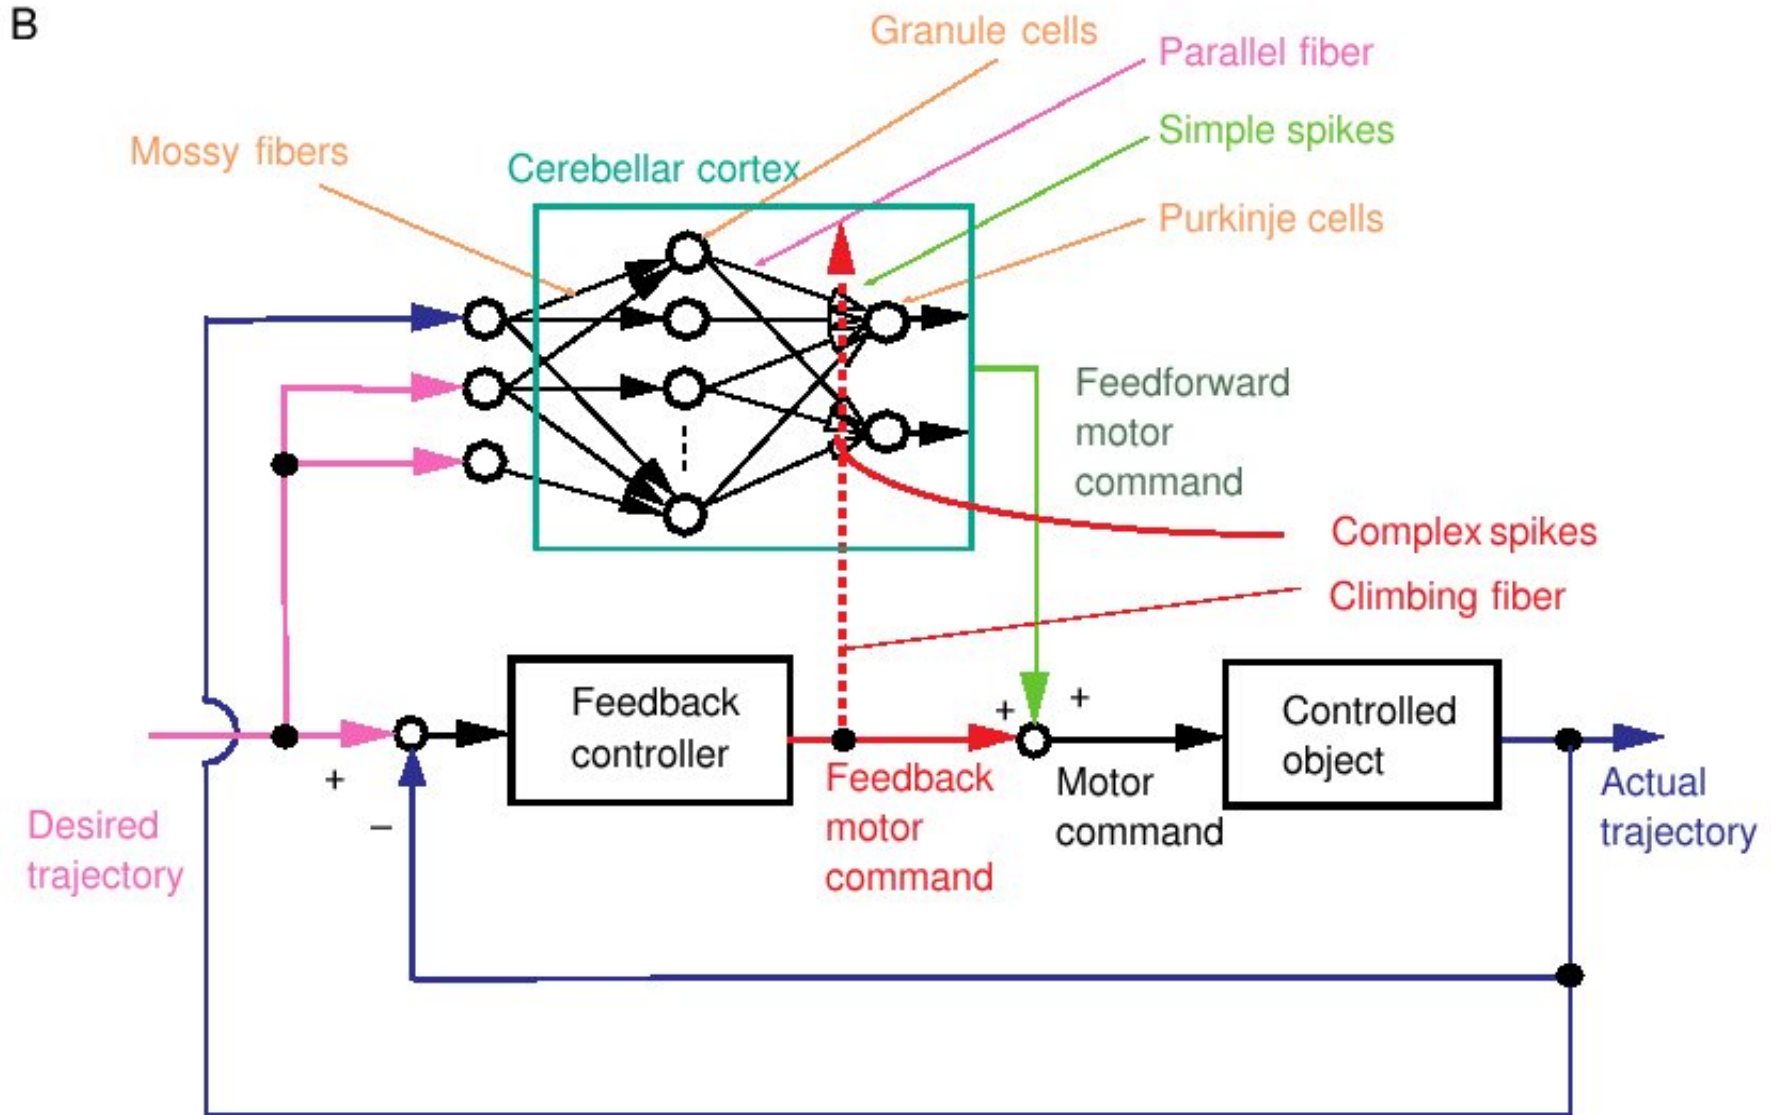 B
Granule cells
Parallel fiber
Simple spikes
Mossy fibers
Cerebellar cortex
Purkinje cells
Feedforward
motor
command
Complex spikes
Climbing fiber
Feedback
controller
+
+
Controlled
object
+
−
Desired
trajectory
Feedback
motor
command
Motor
command
Actual
trajectory